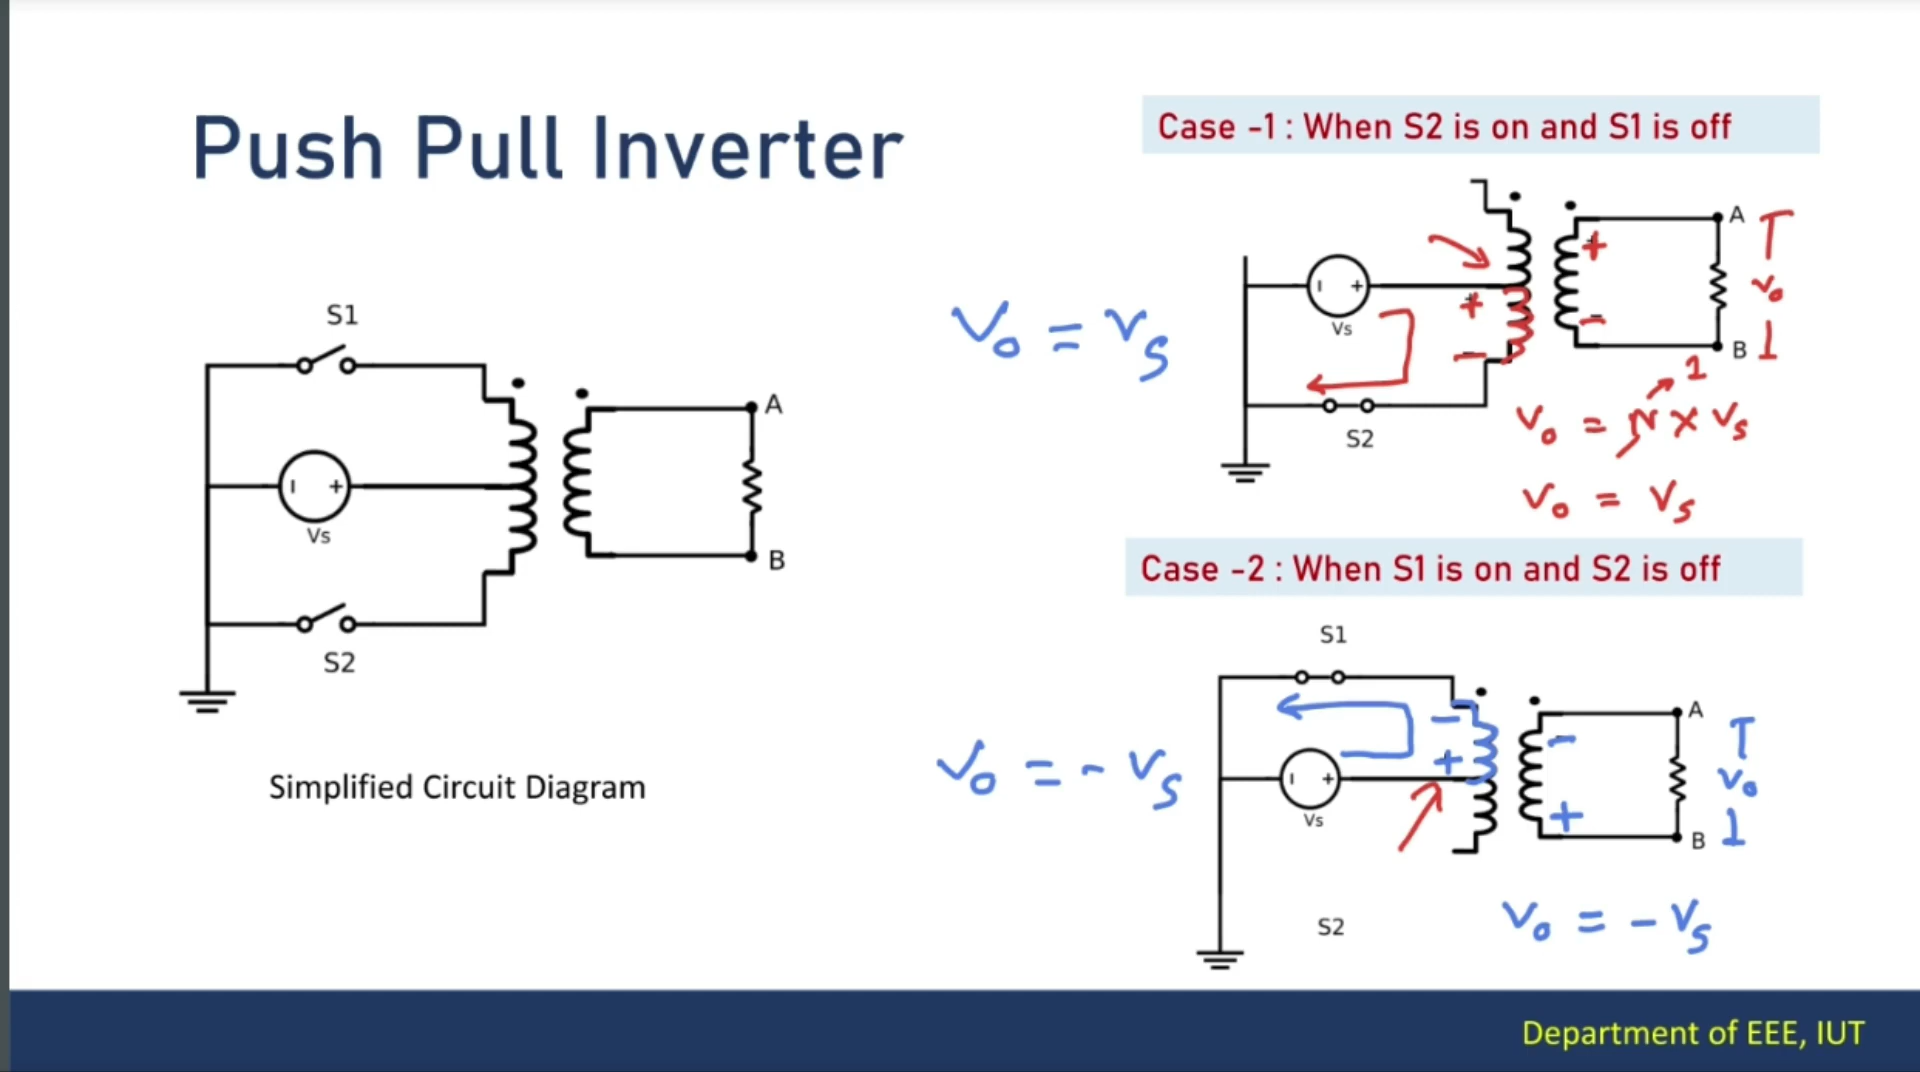 Push Pull Inverter
S1
- +
Vs
A
B
S2
Simplified Circuit Diagram
Case -1 : When S2 is on and S1 is off
Vo = Vs
- +
Vs
+
-
+
-
A
B
Vo
S2
1
Vo = N x Vs
Vo = Vs
Case -2 : When S1 is on and S2 is off
S1
Vo = - Vs
- +
Vs
-
+
-
+
A
B
Vo
S2
Vo = - Vs
Department of EEE, IUT